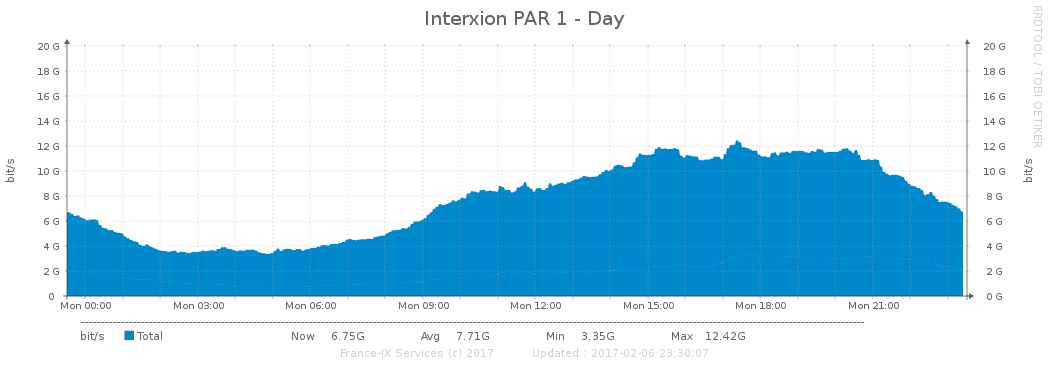 Interxion PAR 1 - Day
RRDTOOL / TOBI OETIKER
20 G 20 G
18 G 18 G
16 G 16 G
14 G 14 G
12 G 12 G
10 G 10 G
8 G 8 G
6 G 6 G
4 G 4 G
2 G 2 G
0 0 G
bit/s bit/s
Mon 00:00 Mon 03:00 Mon 06:00 Mon 09:00 Mon 12:00 Mon 15:00 Mon 18:00 Mon 21:00
bit/s Total Now 6.75G Avg 7.71G Min 3.35G Max 12.42G
France-IX Services (c) 2017 Updated : 2017-02-06 23:30:07